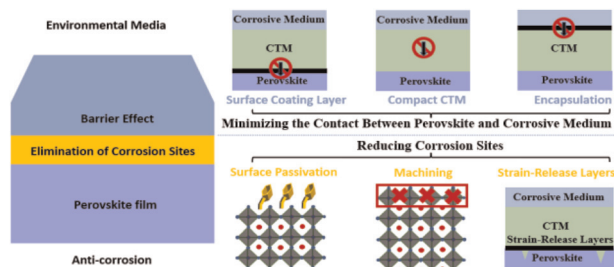 Environmental Media
Barrier Effect
Elimination of Corrosion Sites
Perovskite film
Anti-corrosion
Corrosive Medium
CTM
Perovskite
Surface Coating Layer
Corrosive Medium
CTM
Perovskite
Compact CTM
Corrosive Medium
CTM
Perovskite
Encapsulation
Minimizing the Contact Between Perovskite and Corrosive Medium
Reducing Corrosion Sites
Surface Passivation
Machining
Strain-Release Layers
Corrosive Medium
CTM
Strain-Release Layers
Perovskite